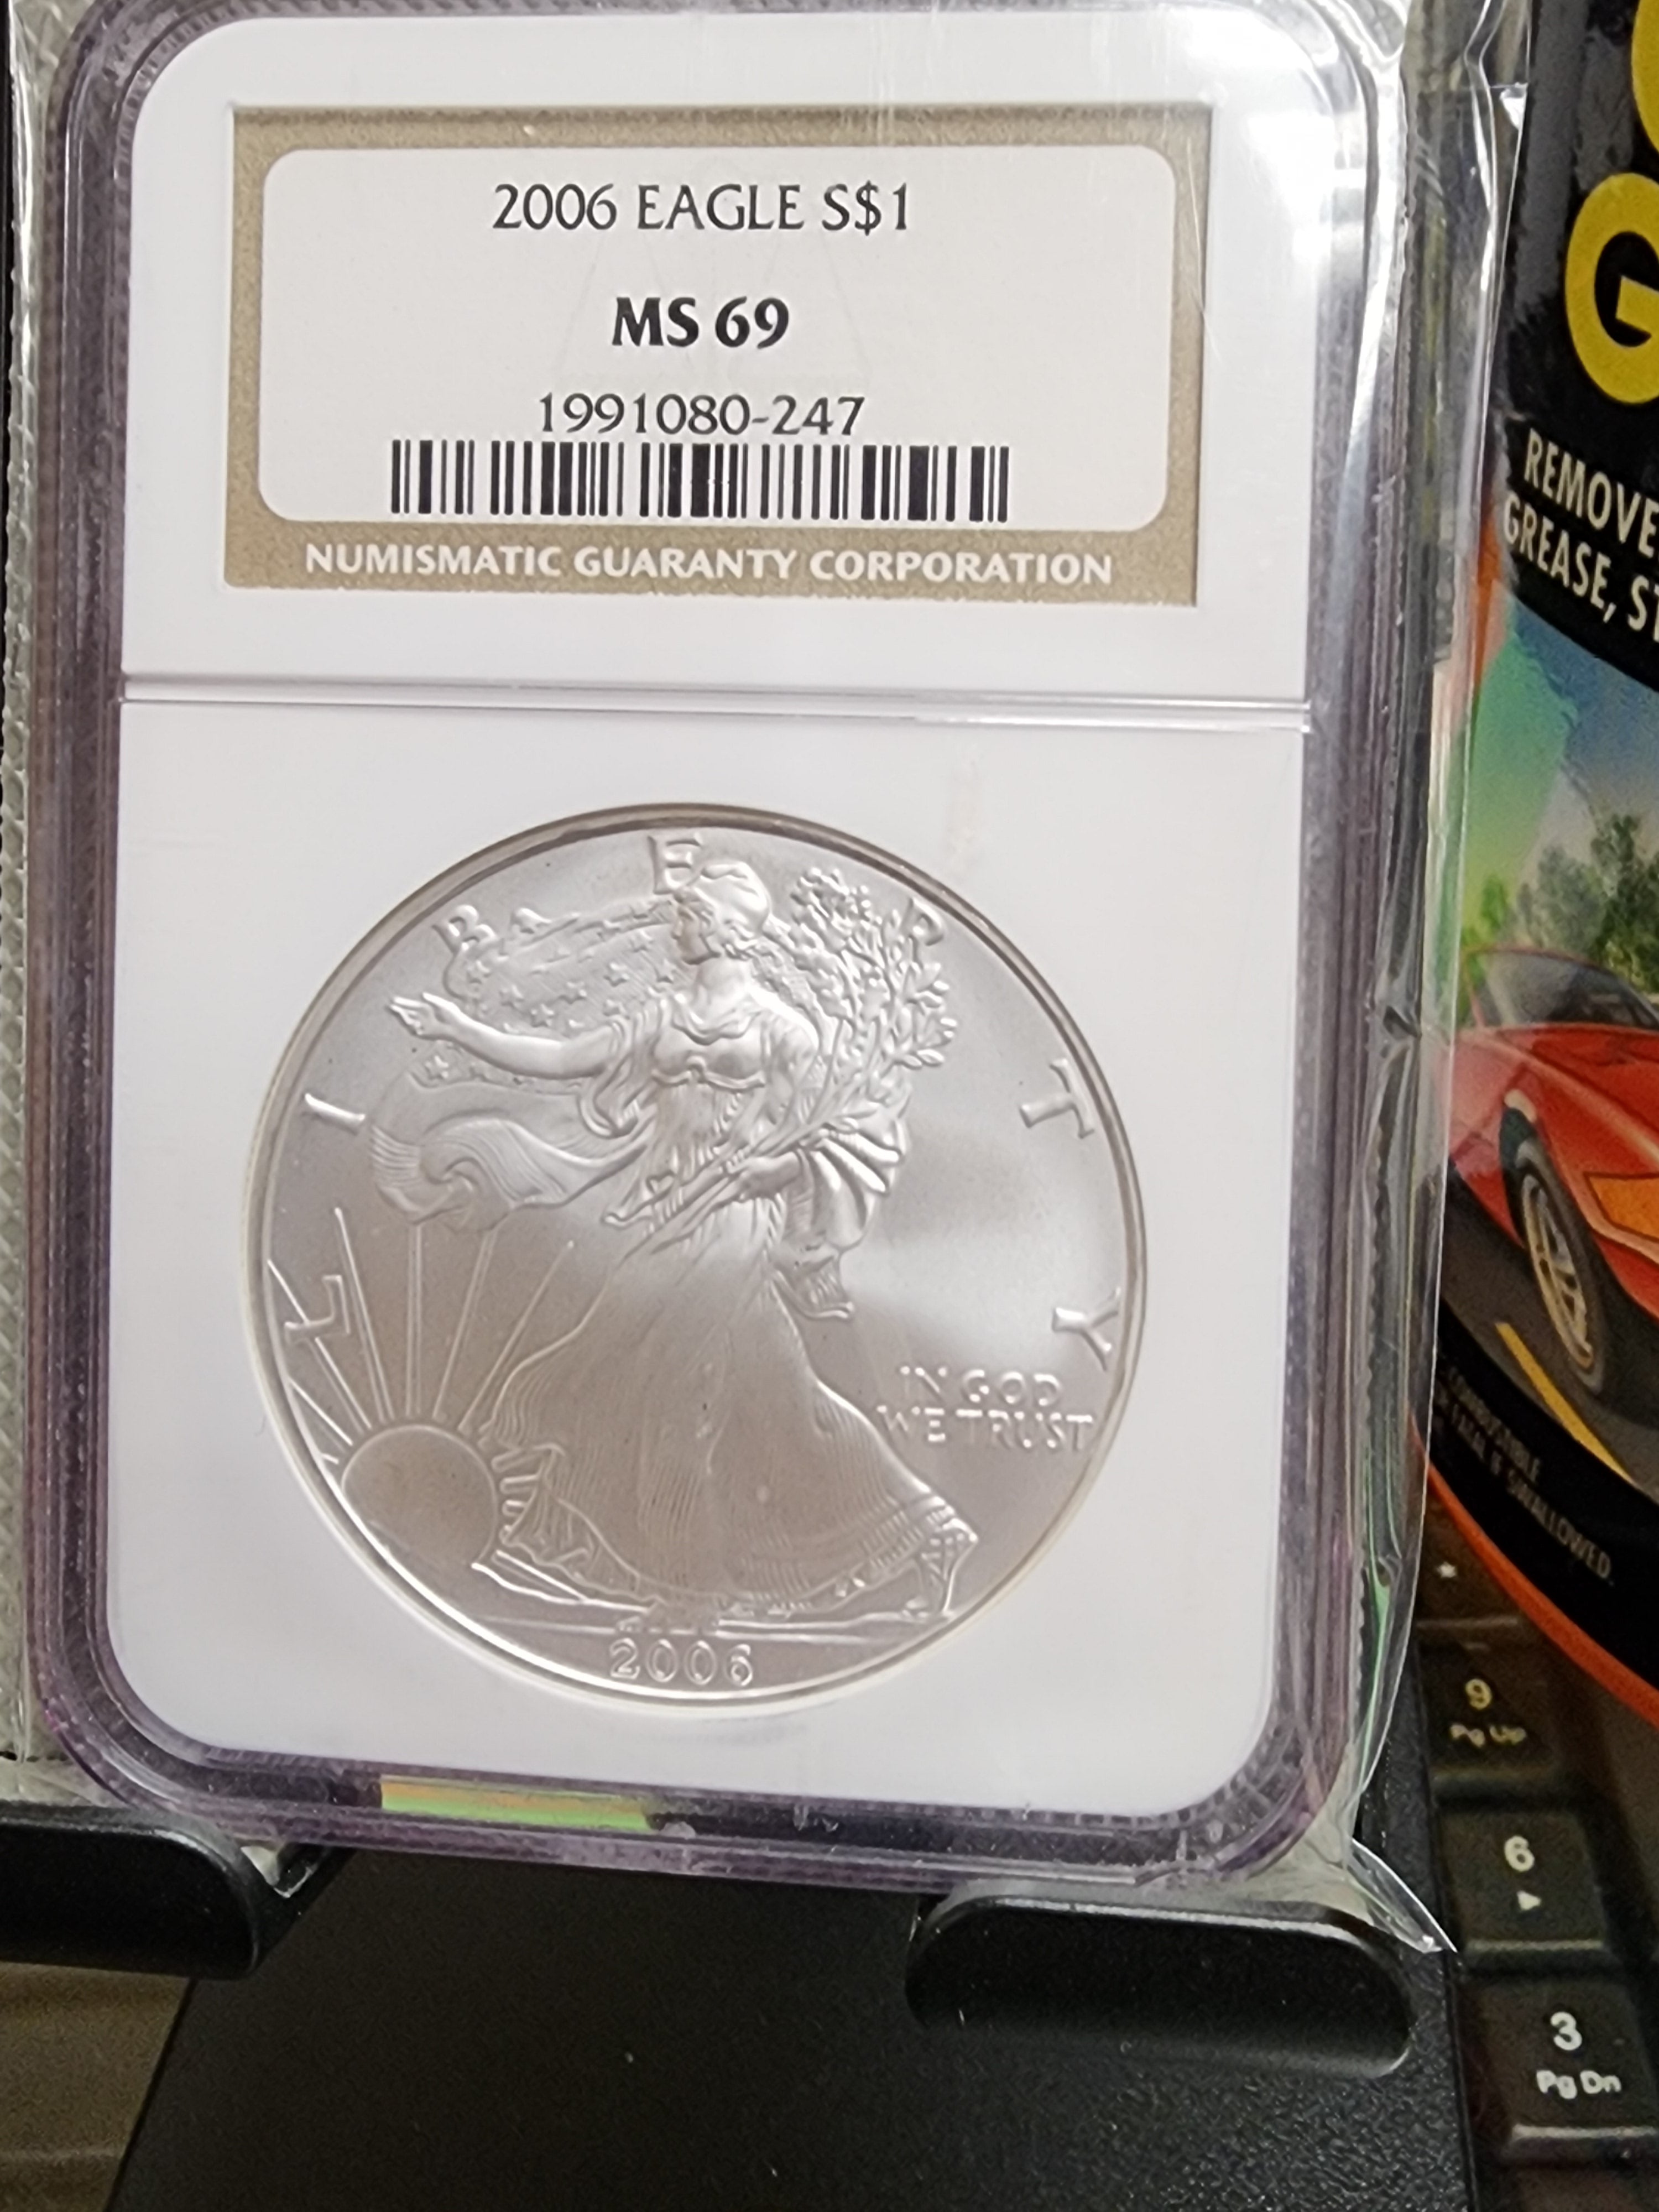 2006 EAGLE S$1
MS 69
1991080-247
NUMISMATIC GUARANTY CORPORATION
LIBERTY
IN GOD
WE TRUST
2006
G
REMOVE
GREASE, ST
SWALLOWED.
9
Pg Up
6
3
Pg Dn